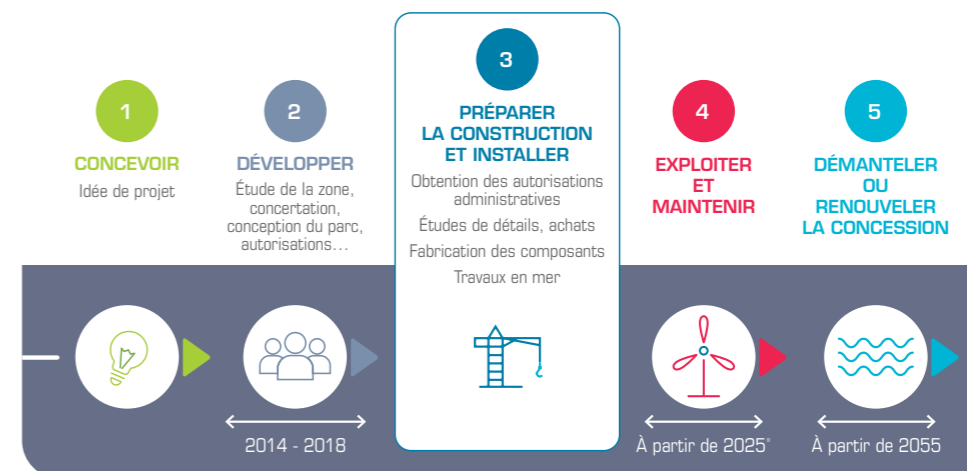 1
CONCEVOIR
Idée de projet
2
DÉVELOPPER
Étude de la zone,
concertation,
conception du parc,
autorisations...
2014 - 2018
3
PRÉPARER
LA CONSTRUCTION
ET INSTALLER
Obtention des autorisations
administratives
Études de détails, achats
Fabrication des composants
Travaux en mer
4
EXPLOITER
ET
MAINTENIR
À partir de 2025*
5
DÉMANTELER
OU
RENOUVELER
LA CONCESSION
À partir de 2055